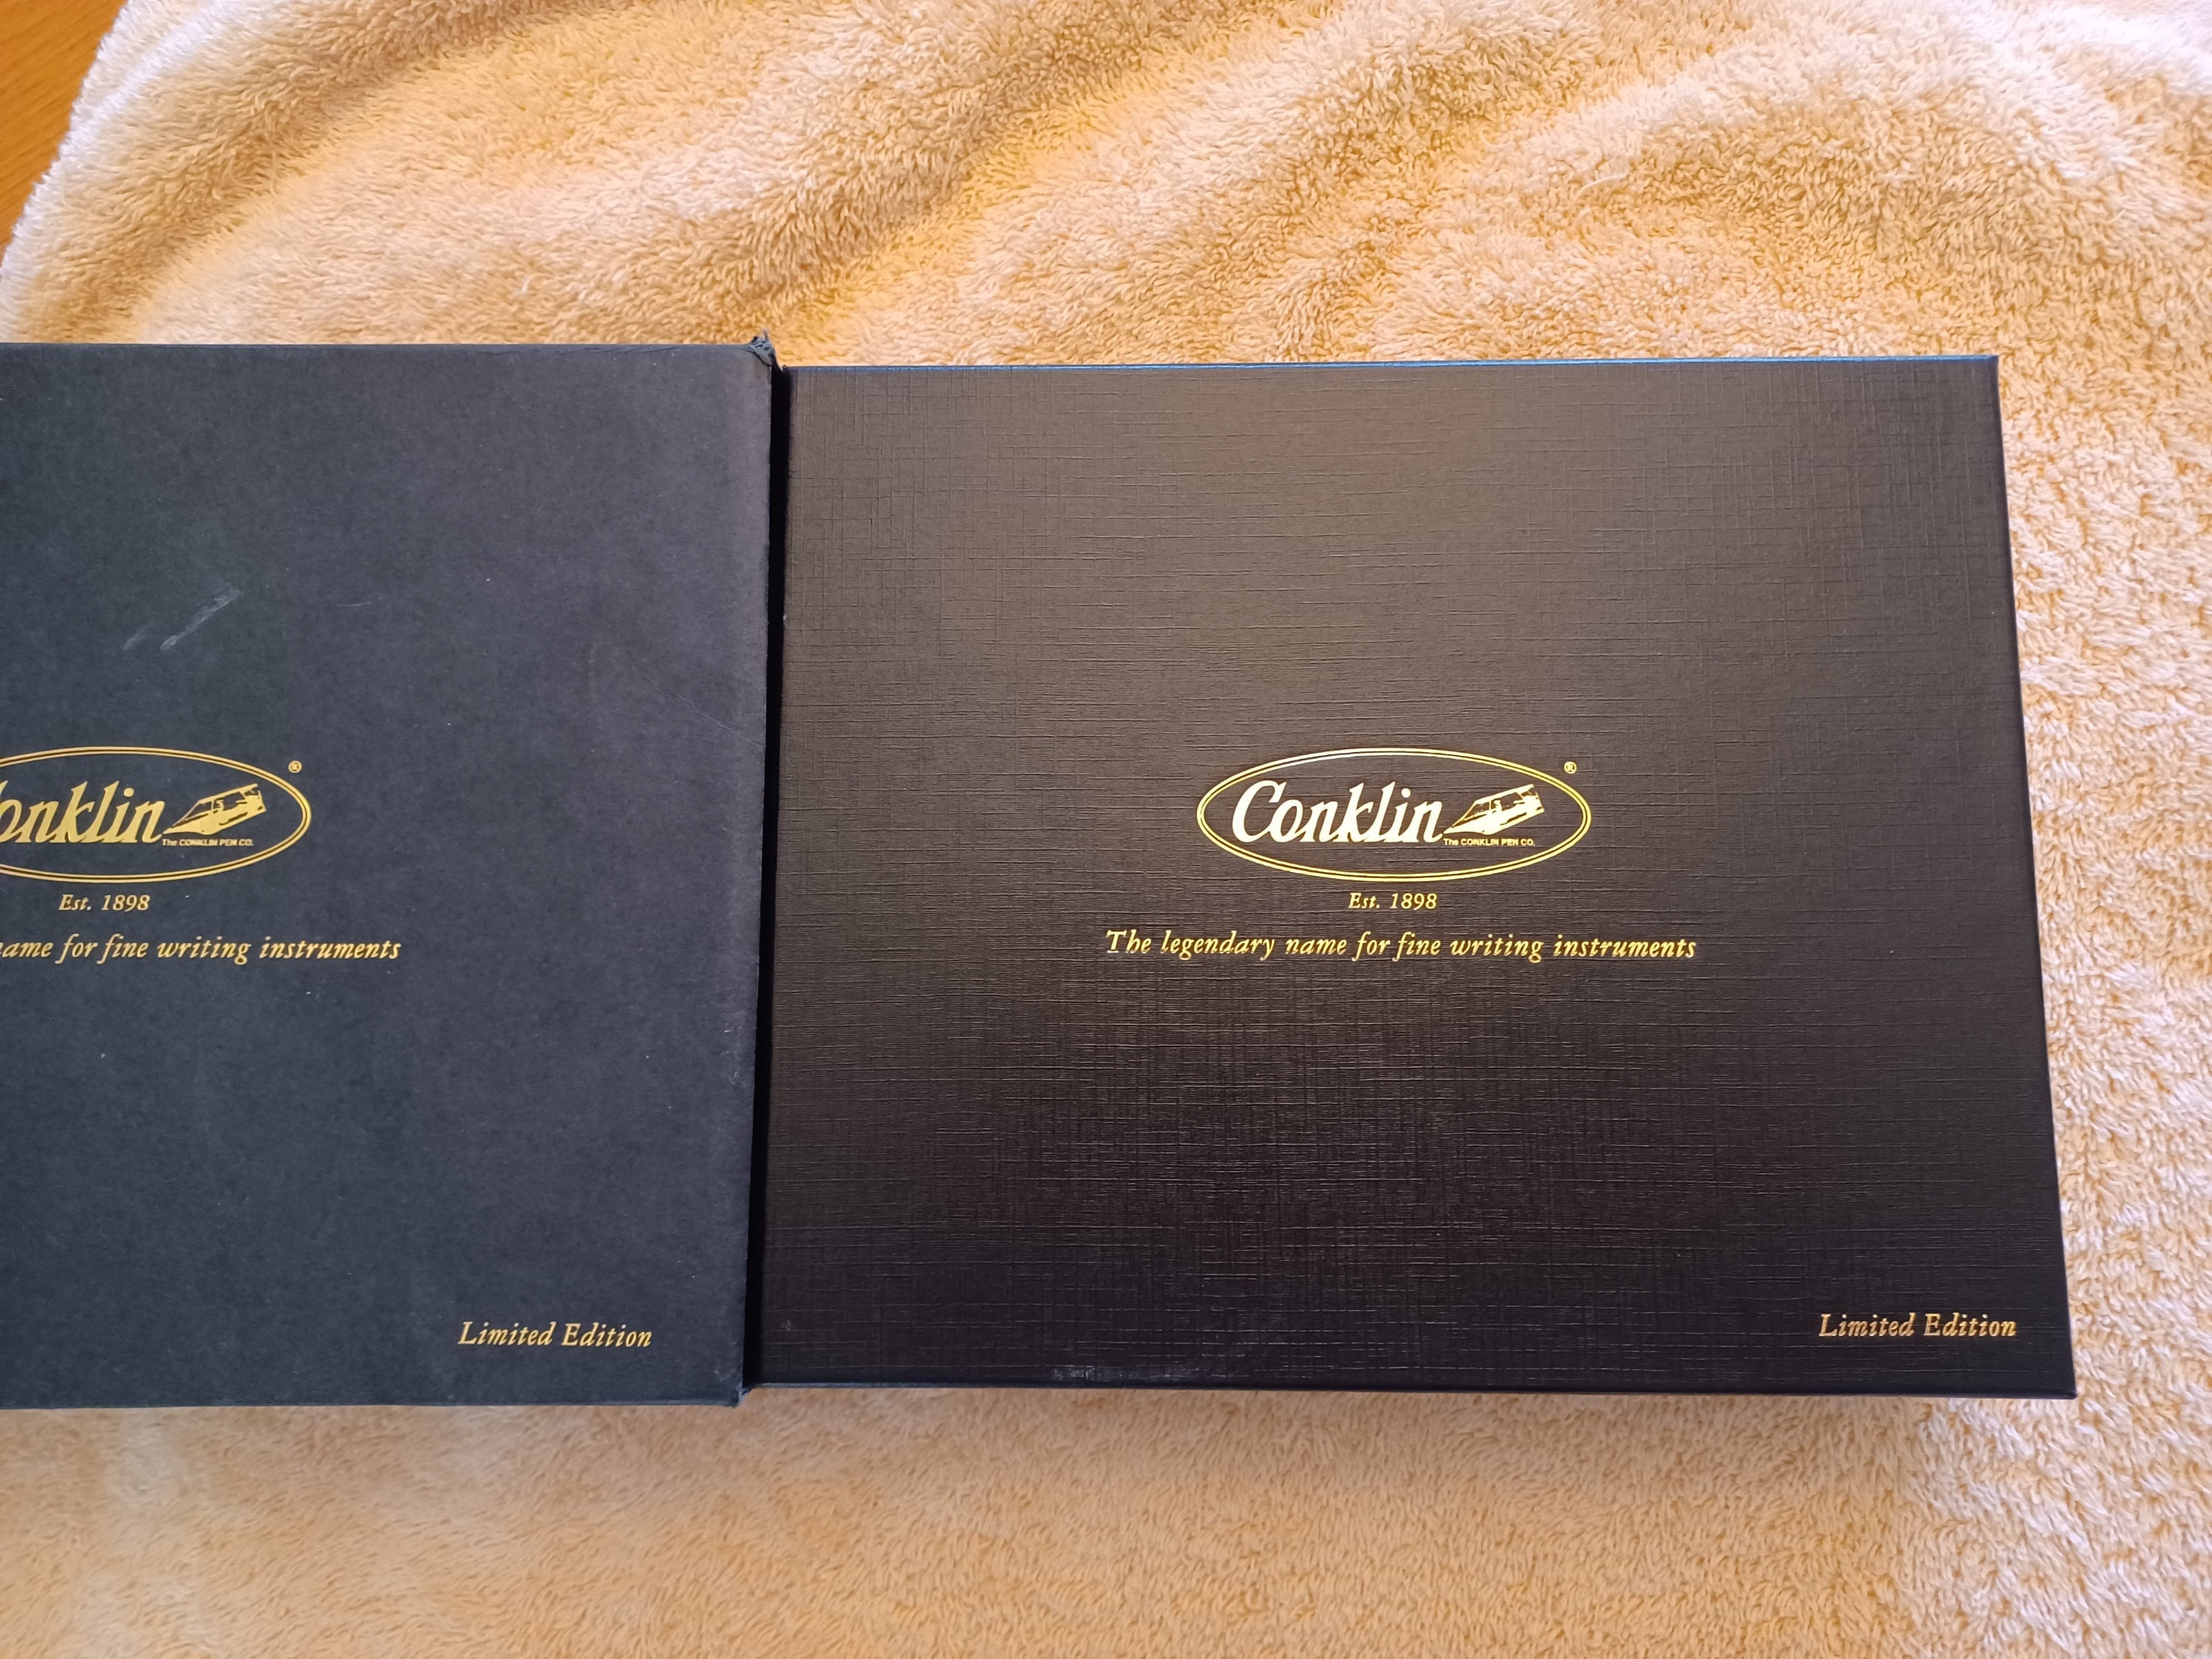 onklin
The CONKLIN PEN CO.
®
Est. 1898
name for fine writing instruments
Limited Edition
Conklin
The CONKLIN PEN CO.
®
Est. 1898
The legendary name for fine writing instruments
Limited Edition